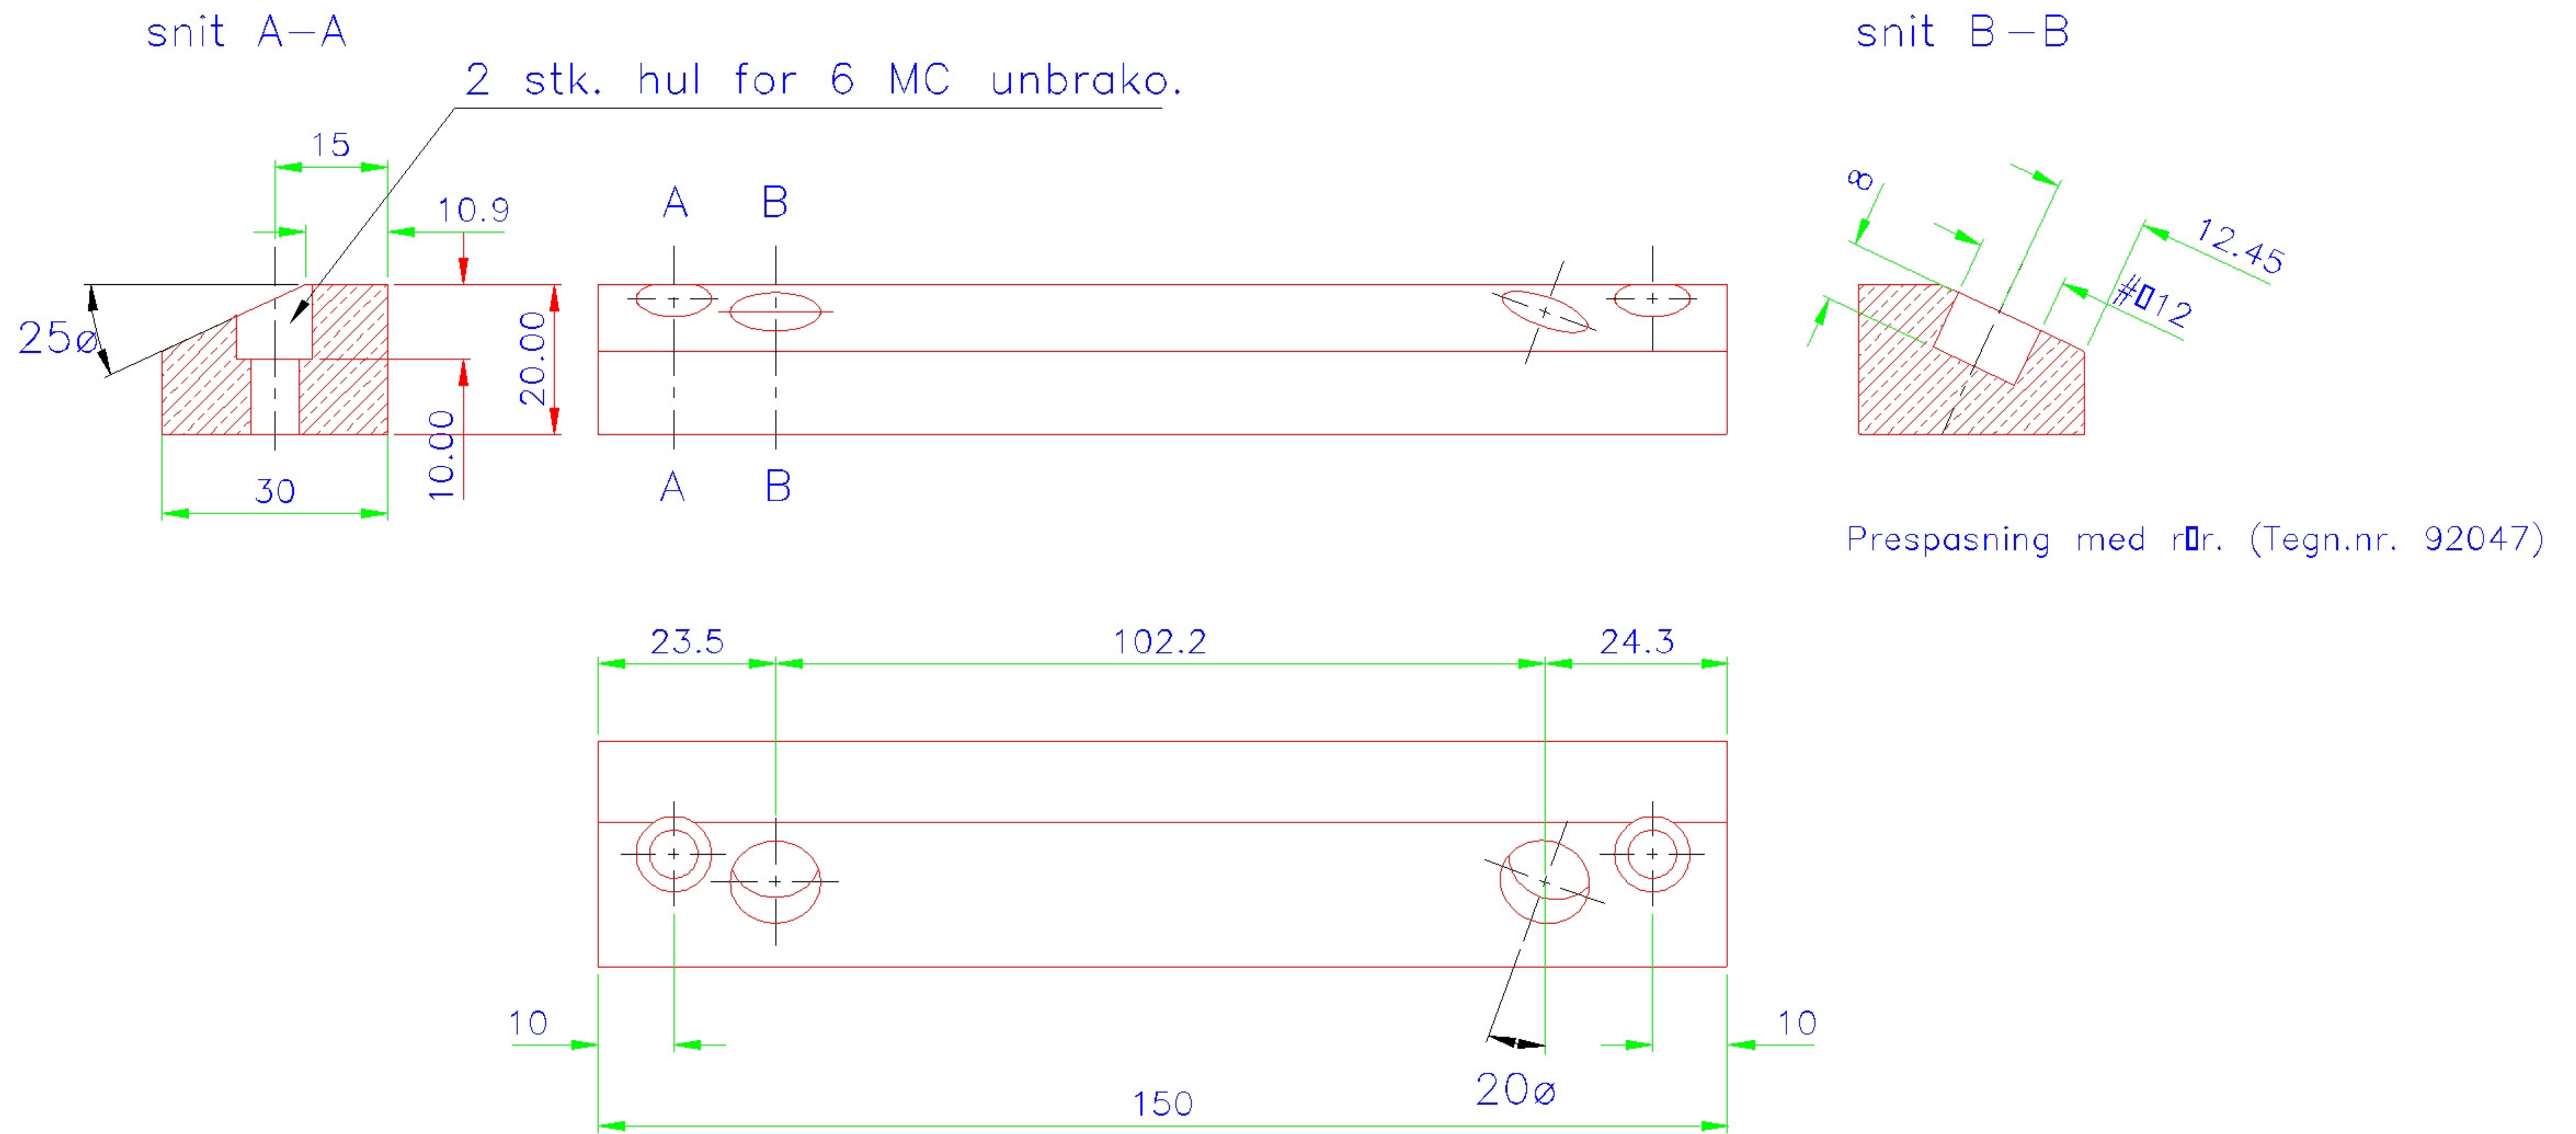 snit A-A
snit B-B
2 stk. hul for 6 MC unbrako.
15
10.9
A
B
8
12.45
#▯12
25ø
20.00
10.00
30
A
B
Prespasning med r▯r. (Tegn.nr. 92047)
23.5
102.2
24.3
10
10
20ø
150